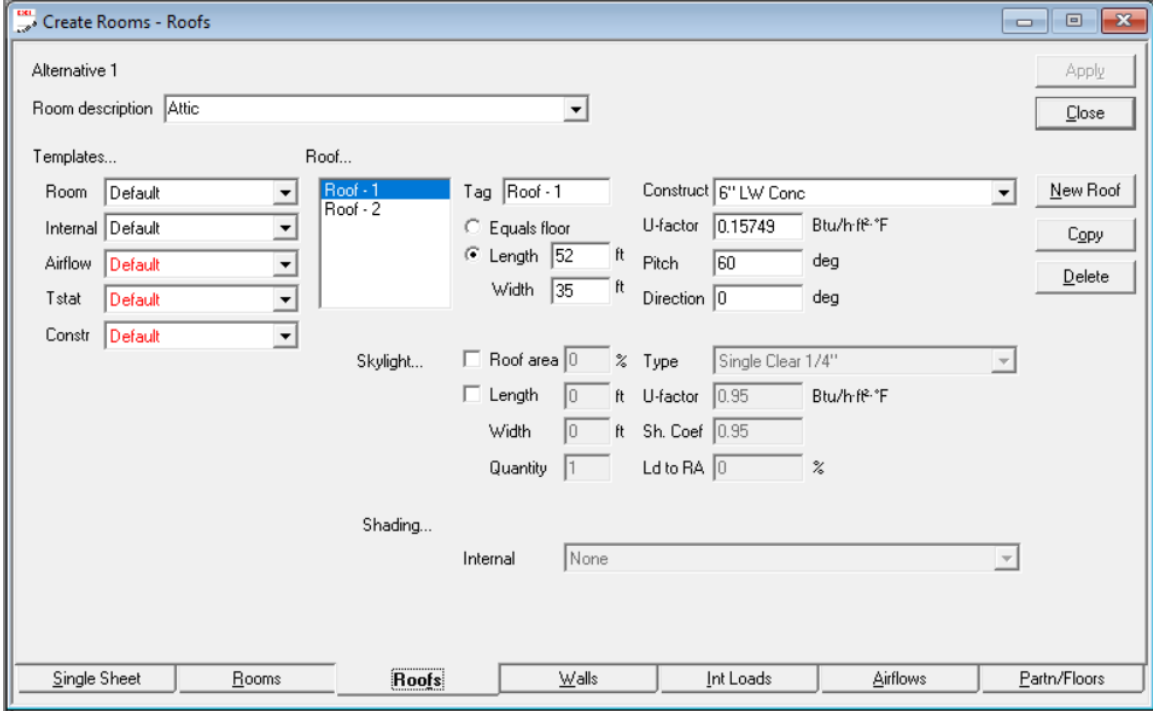 Create Rooms - Roofs
Alternative 1
Apply
Room description Attic
Close
Templates... Roof...
Room Default Roof - 1 Tag Roof - 1 Construct 6" LW Conc New Roof
Internal Default Roof - 2 Equals floor U-factor 0.15749 Btu/h·ft²·°F Copy
Airflow Default Length 52 ft Pitch 60 deg Delete
Tstat Default Width 35 ft Direction 0 deg
Constr Default
Skylight... Roof area 0 % Type Single Clear 1/4"
Length 0 ft U-factor 0.95 Btu/h·ft²·°F
Width 0 ft Sh. Coef 0.95
Quantity 1 Ld to RA 0 %
Shading...
Internal None
Single Sheet Rooms Roofs Walls Int Loads Airflows Partn/Floors